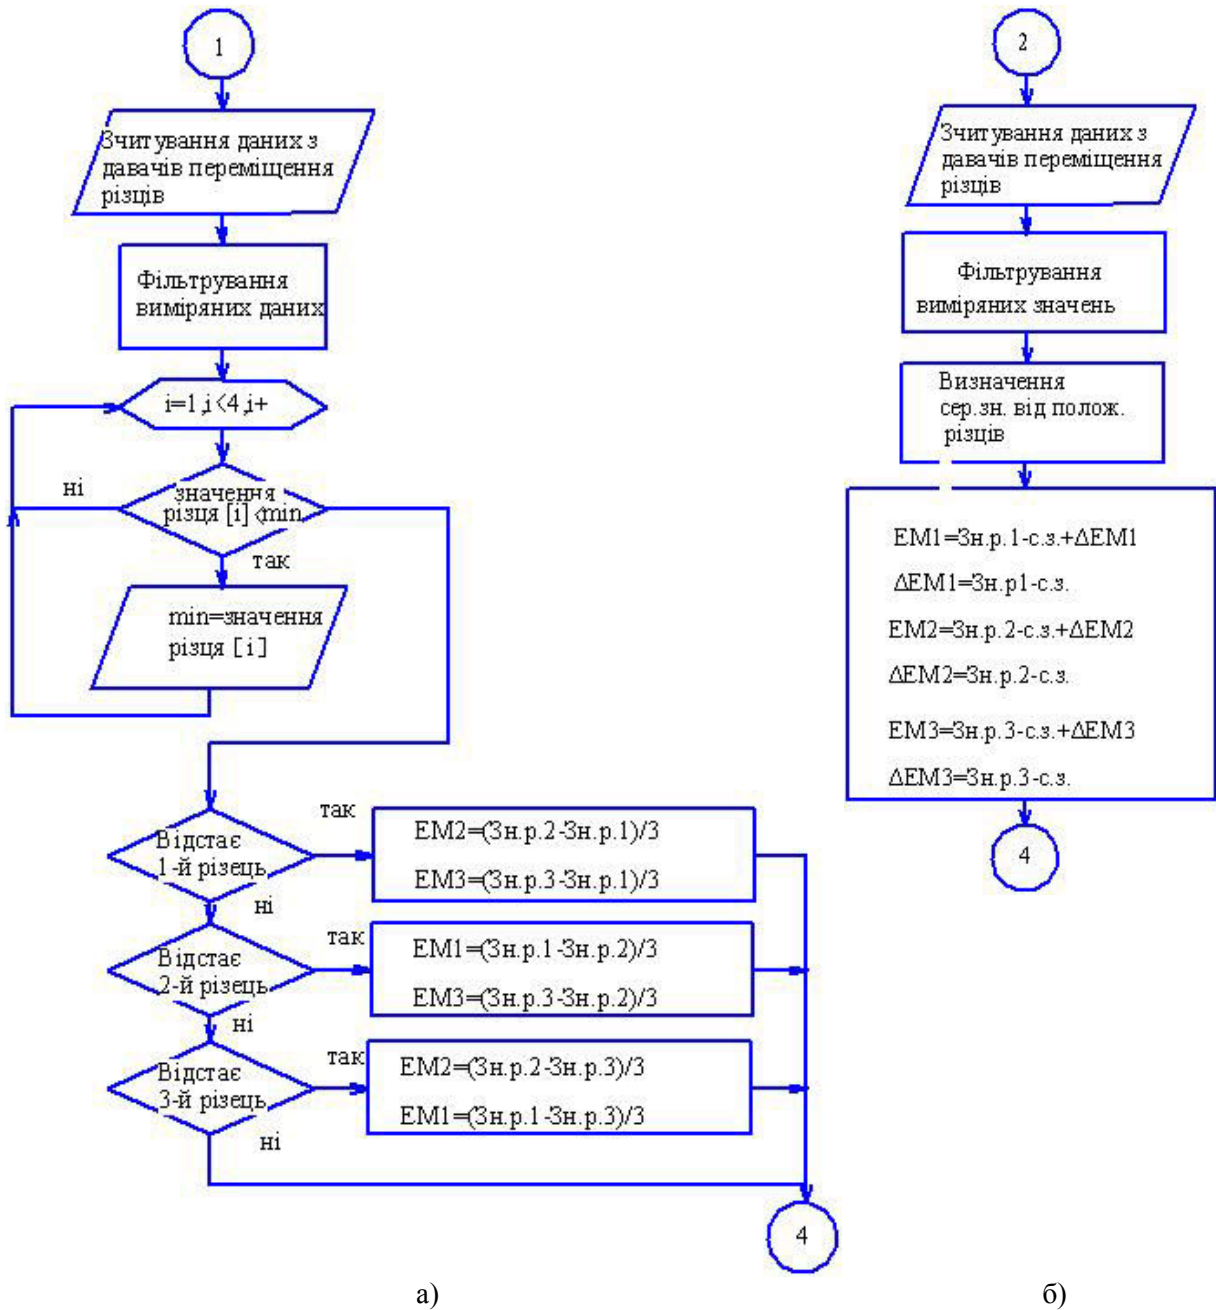 1
Зчитування даних з
давачів переміщення
різців
Фільтрування
виміряних даних
i=1,i<4,i+
значення
різця [i]<min
ні
так
min=значення
різця [i]
Відстає
1-й різець
так
ні
EM2=(Зн.р.2-Зн.р.1)/3
EM3=(Зн.р.3-Зн.р.1)/3
Відстає
2-й різець
так
ні
EM1=(Зн.р.1-Зн.р.2)/3
EM3=(Зн.р.3-Зн.р.2)/3
Відстає
3-й різець
так
ні
EM2=(Зн.р.2-Зн.р.3)/3
EM1=(Зн.р.1-Зн.р.3)/3
4
а)
2
Зчитування даних з
давачів переміщення
різців
Фільтрування
виміряних значень
Визначення
сер.зн. від полож.
різців
EM1=Зн.р.1-с.з.+ΔEM1
ΔEM1=Зн.р1-с.з.
EM2=Зн.р.2-с.з.+ΔEM2
ΔEM2=Зн.р.2-с.з.
EM3=Зн.р.3-с.з.+ΔEM3
ΔEM3=Зн.р.3-с.з.
4
б)